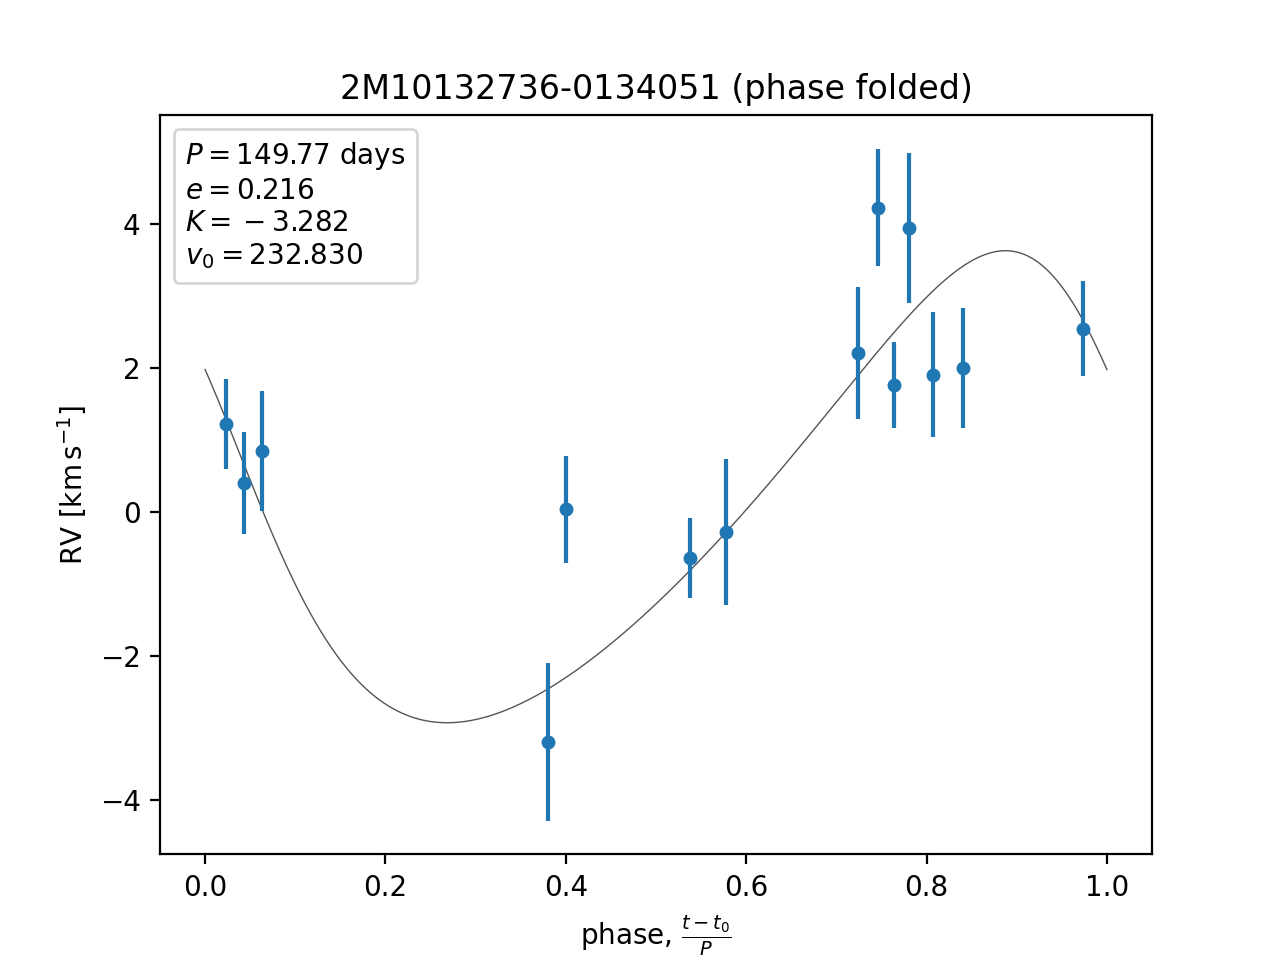 2M10132736-0134051 (phase folded)
P = 149.77 days
e = 0.216
K = −3.282
v₀ = 232.830
4
2
0
−2
−4
RV [km s⁻¹]
0.0 0.2 0.4 0.6 0.8 1.0
phase, (t − t₀)/P